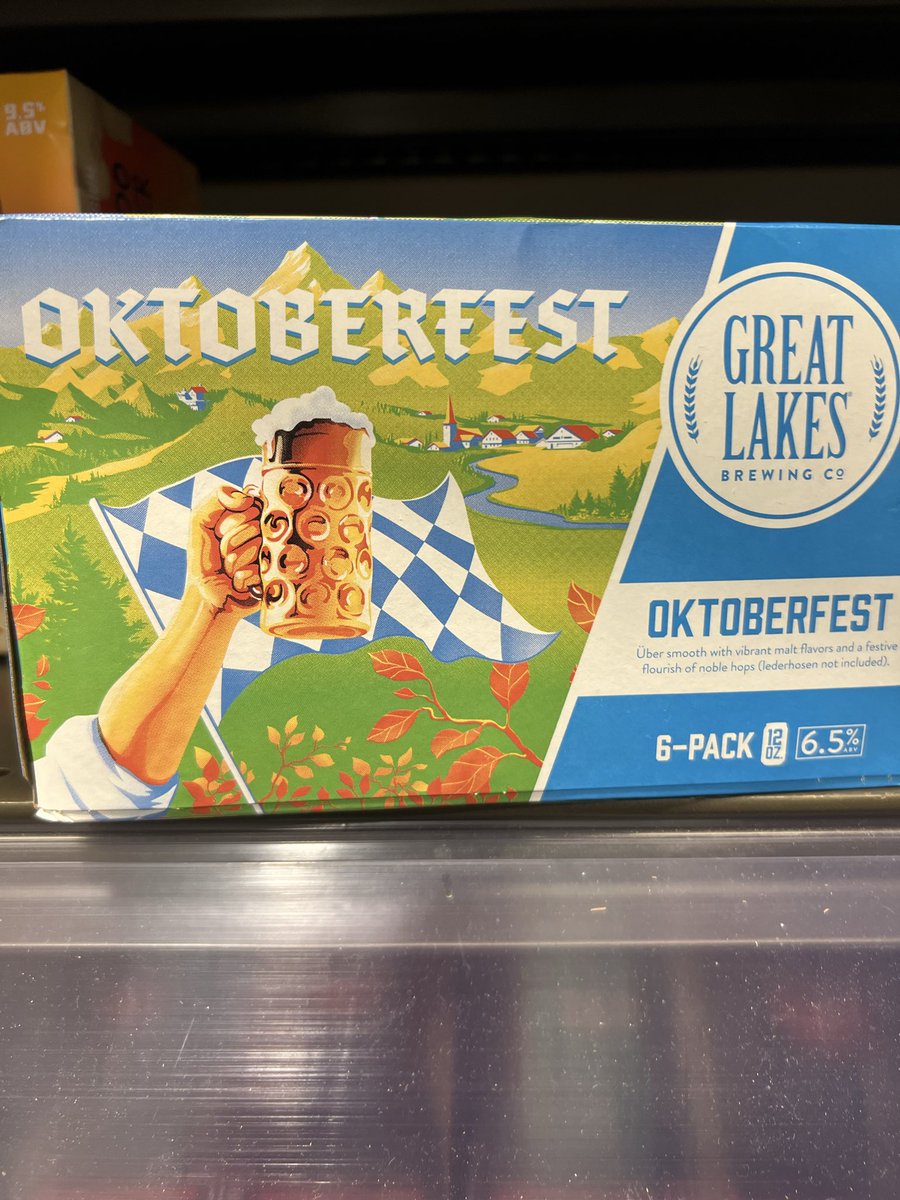 9.5%
ABV
OKTOBERFEST
GREAT
LAKES
BREWING CO
OKTOBERFEST
Über smooth with vibrant malt flavors and a festive
flourish of noble hops (lederhosen not included).
6-PACK 12 OZ. 6.5% ABV